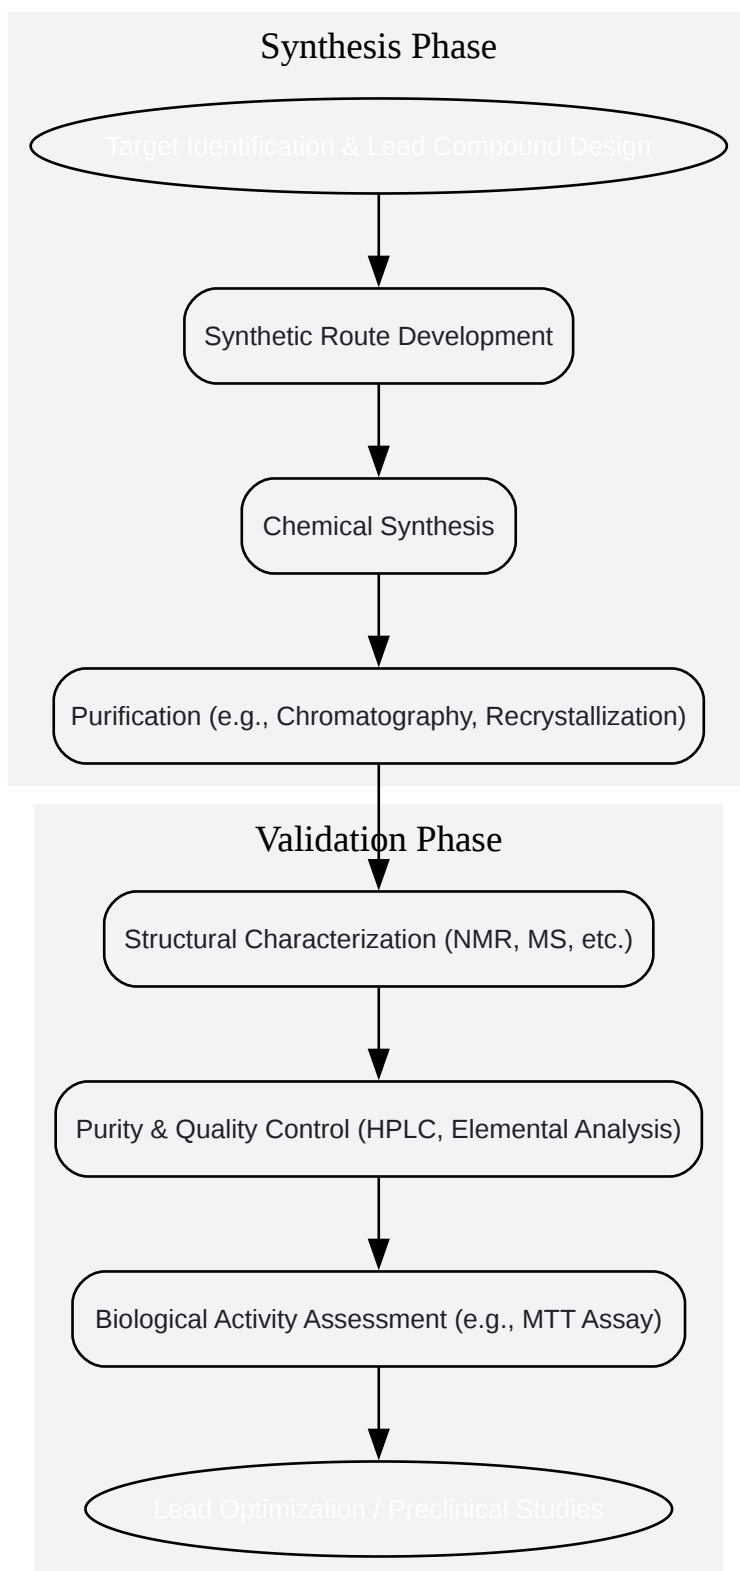 Synthesis Phase
Target Identification & Lead Compound Design
Synthetic Route Development
Chemical Synthesis
Purification (e.g., Chromatography, Recrystallization)
Validation Phase
Structural Characterization (NMR, MS, etc.)
Purity & Quality Control (HPLC, Elemental Analysis)
Biological Activity Assessment (e.g., MTT Assay)
Lead Optimization / Preclinical Studies